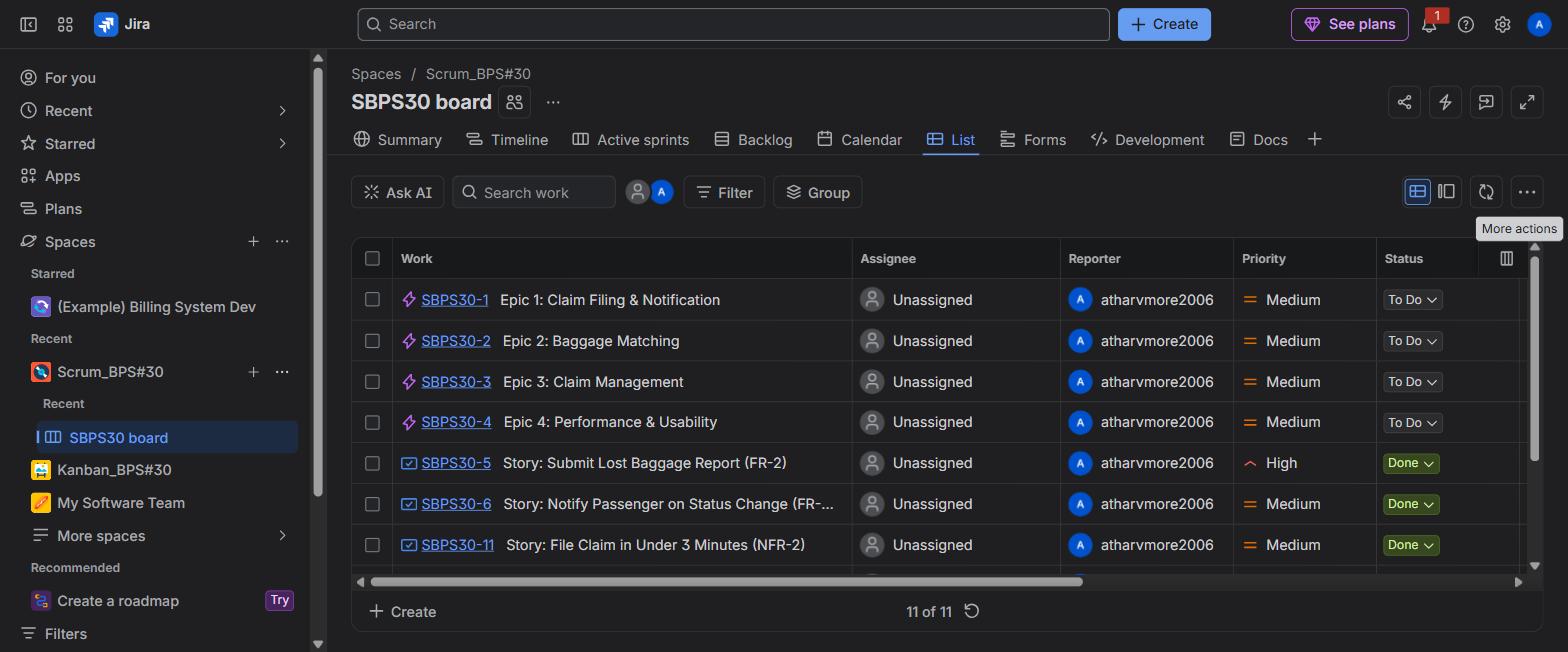 Jira
Search
+ Create
See plans
1
A
For you
Recent
Starred
Apps
Plans
Spaces
Starred
(Example) Billing System Dev
Recent
Scrum_BPS#30
Recent
SBPS30 board
Kanban_BPS#30
My Software Team
More spaces
Recommended
Create a roadmap Try
Filters
Spaces / Scrum_BPS#30
SBPS30 board
Summary Timeline Active sprints Backlog Calendar List Forms Development Docs
Ask AI Search work A Filter Group
More actions
Work Assignee Reporter Priority Status
SBPS30-1 Epic 1: Claim Filing & Notification Unassigned A atharvmore2006 Medium To Do
SBPS30-2 Epic 2: Baggage Matching Unassigned A atharvmore2006 Medium To Do
SBPS30-3 Epic 3: Claim Management Unassigned A atharvmore2006 Medium To Do
SBPS30-4 Epic 4: Performance & Usability Unassigned A atharvmore2006 Medium To Do
SBPS30-5 Story: Submit Lost Baggage Report (FR-2) Unassigned A atharvmore2006 High Done
SBPS30-6 Story: Notify Passenger on Status Change (FR-... Unassigned A atharvmore2006 Medium Done
SBPS30-11 Story: File Claim in Under 3 Minutes (NFR-2) Unassigned A atharvmore2006 Medium Done
+ Create 11 of 11